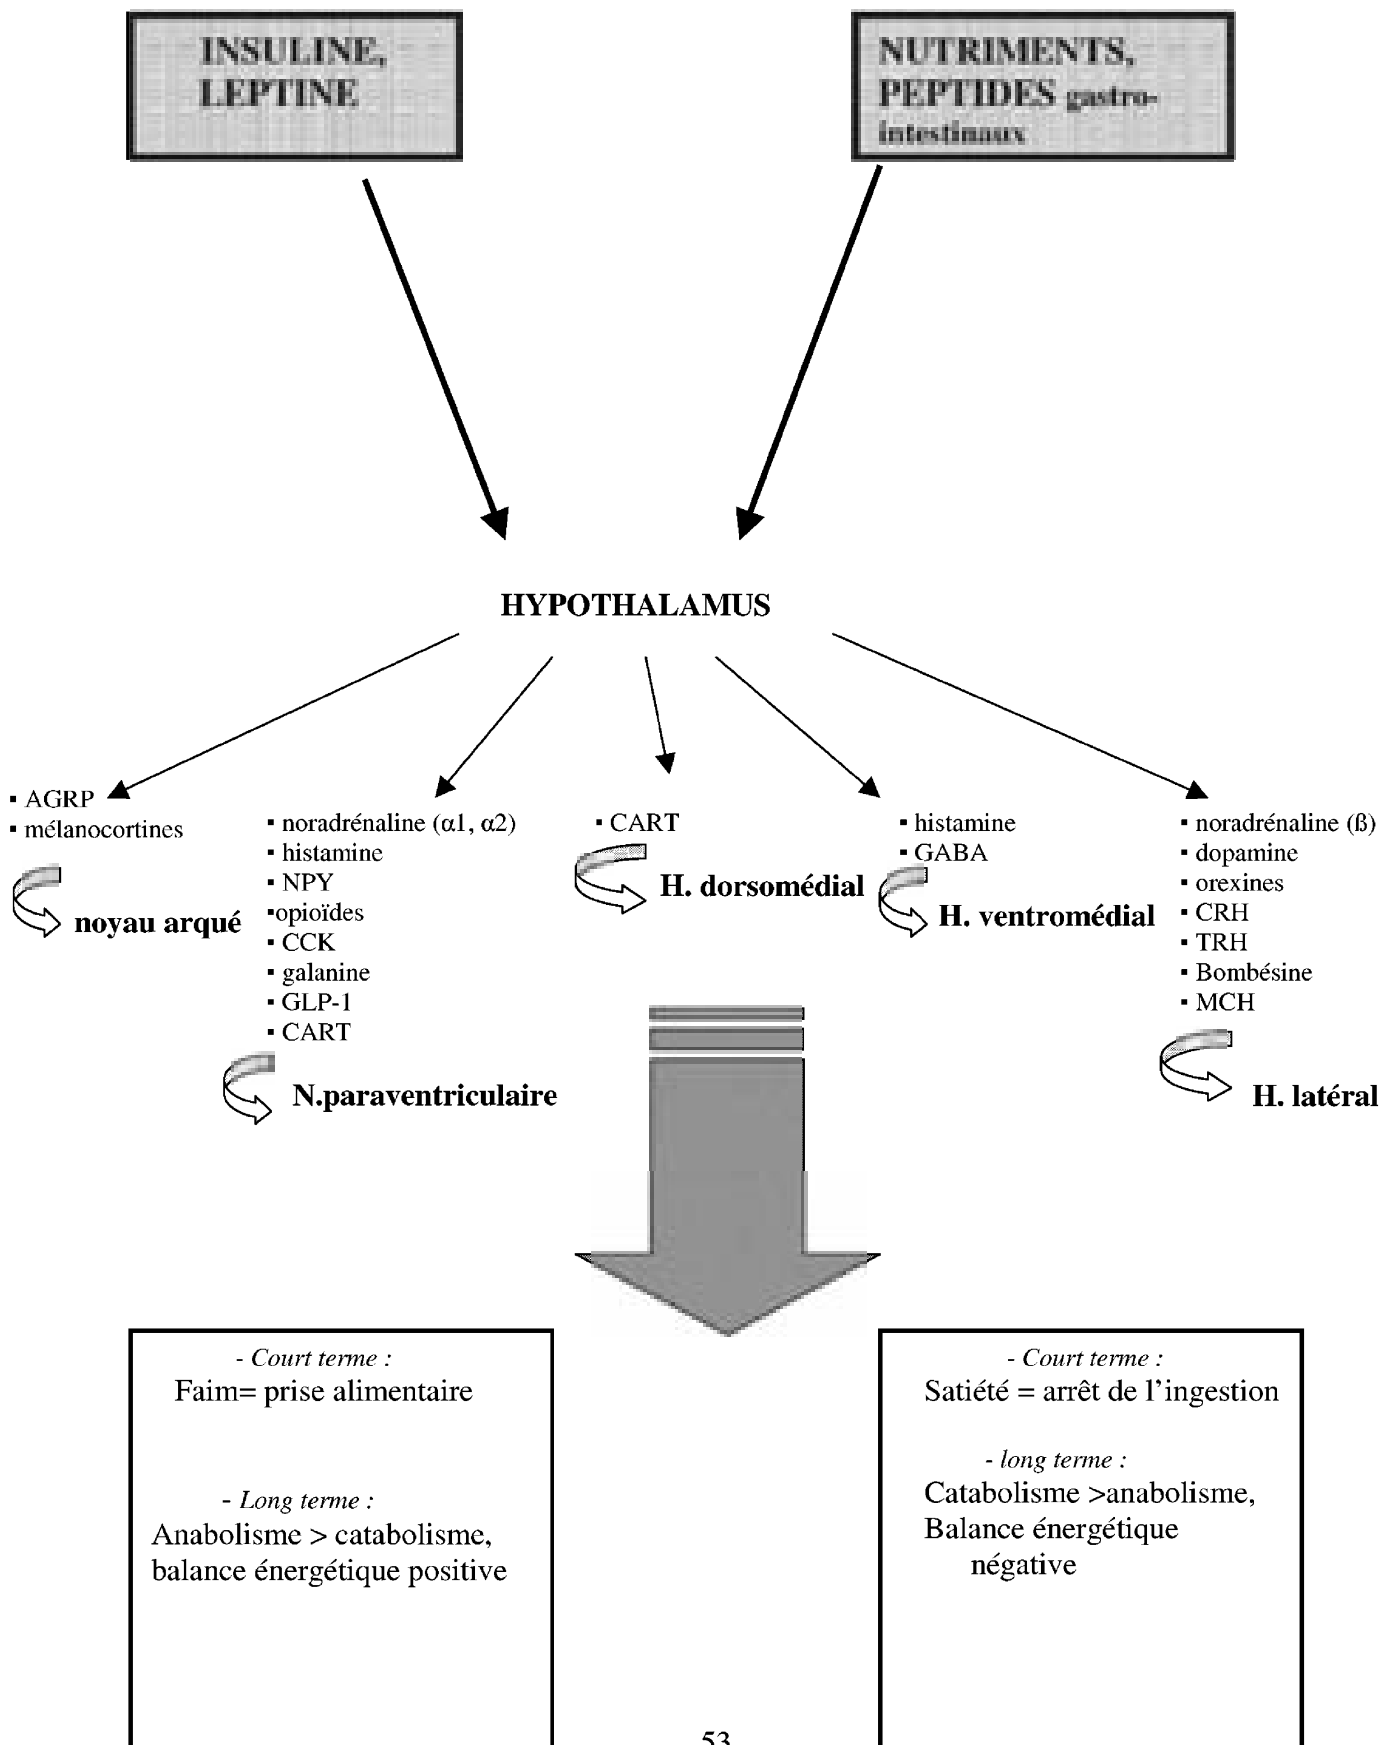 INSULINE,
LEPTINE
NUTRIMENTS,
PEPTIDES gastro-
intestinaux
HYPOTHALAMUS
▪ AGRP
▪ mélanocortines
noyau arqué
▪ noradrénaline (α1, α2)
▪ histamine
▪ NPY
▪opioïdes
▪ CCK
▪ galanine
▪ GLP-1
▪ CART
N.paraventriculaire
▪ CART
H. dorsomédial
▪ histamine
▪ GABA
H. ventromédial
▪ noradrénaline (ß)
▪ dopamine
▪ orexines
▪ CRH
▪ TRH
▪ Bombésine
▪ MCH
H. latéral
- Court terme :
Faim= prise alimentaire
- Long terme :
Anabolisme > catabolisme,
balance énergétique positive
- Court terme :
Satiété = arrêt de l’ingestion
- long terme :
Catabolisme >anabolisme,
Balance énergétique
négative
53